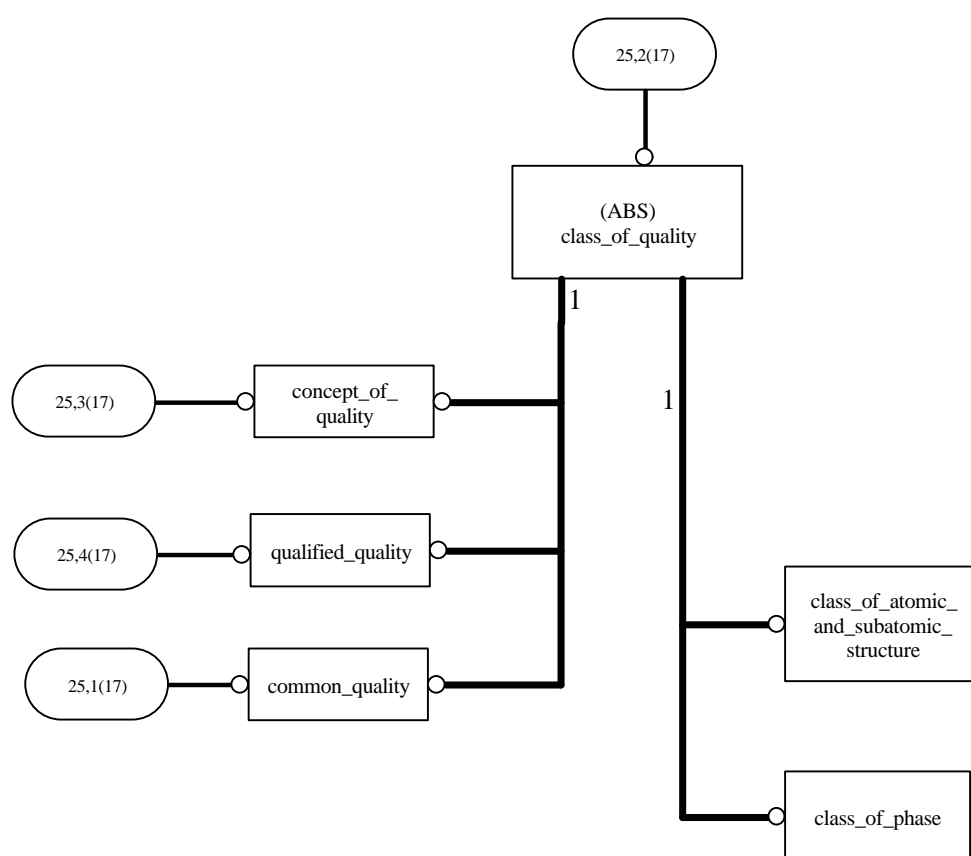 25,2(17)
(ABS)
class_of_quality
1
25,3(17)
concept_of_
quality
1
25,4(17)
qualified_quality
class_of_atomic_
and_subatomic_
structure
25,1(17)
common_quality
class_of_phase